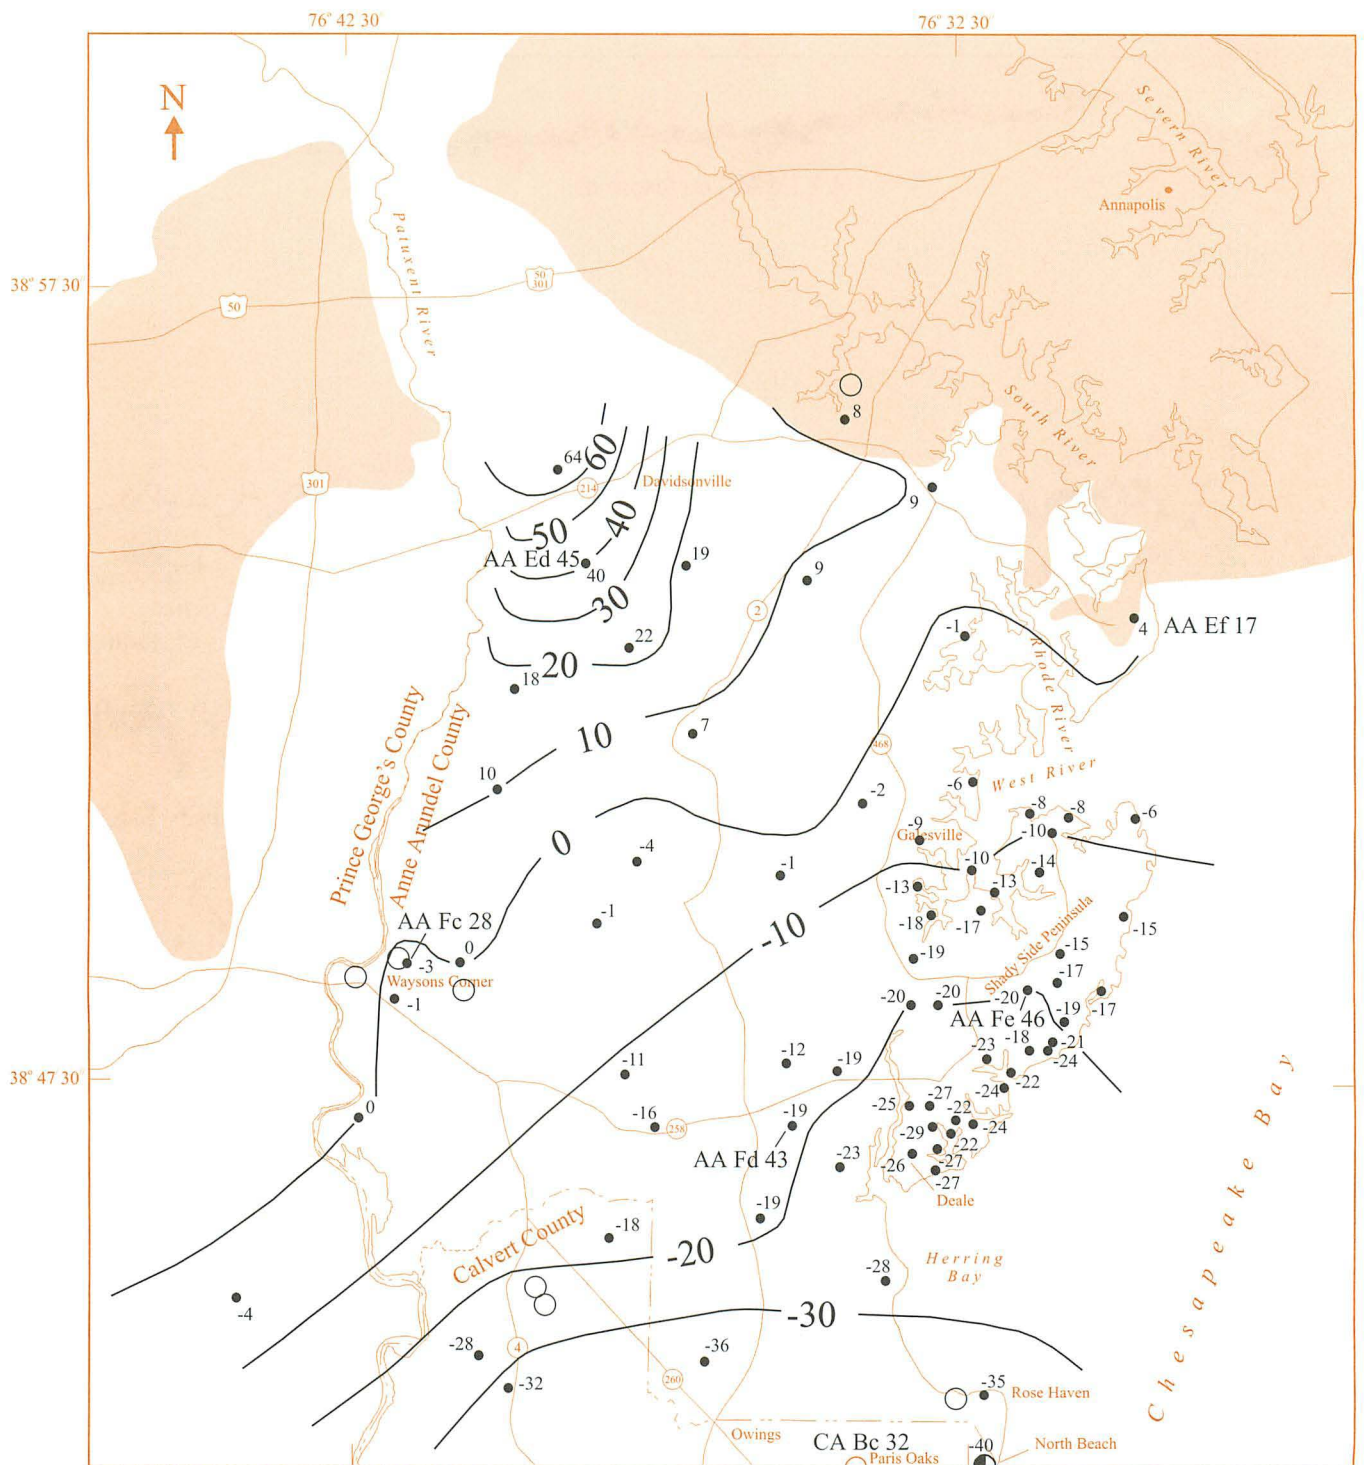 76° 42' 30
76° 32' 30
N
Severn River
Annapolis
Patuxent River
38° 57' 30
50
50
301
South River
8
64
60
301
214
Davidsonville
9
50
40
AA Ed 45
40
19
9
30
2
4
AA Ef 17
-1
22
20
Rhode River
18
Prince George's County
Anne Arundel County
10
7
468
10
West River
-6
-2
-8
-8
-6
-9
Galesville
-10
0
-4
-1
-10
-14
-13
-13
-18
-17
-10
-1
Shady Side Peninsula
-15
AA Fc 28
0
-3
-19
-15
Waysons Corner
-1
-17
-17
-20
-20
-20
AA Fe 46
-19
-21
-18
-24
-23
38° 47' 30
-11
-12
-19
-22
-24
0
-16
258
-19
-25
-27
-22
-24
-29
-22
AA Fd 43
-23
-26
-27
-27
Deale
-19
-18
Calvert County
-20
Herring
Bay
-28
Chesapeake Bay
-4
-30
-28
4
-36
-32
260
-35
Rose Haven
Owings
CA Bc 32
-40
North Beach
Paris Oaks